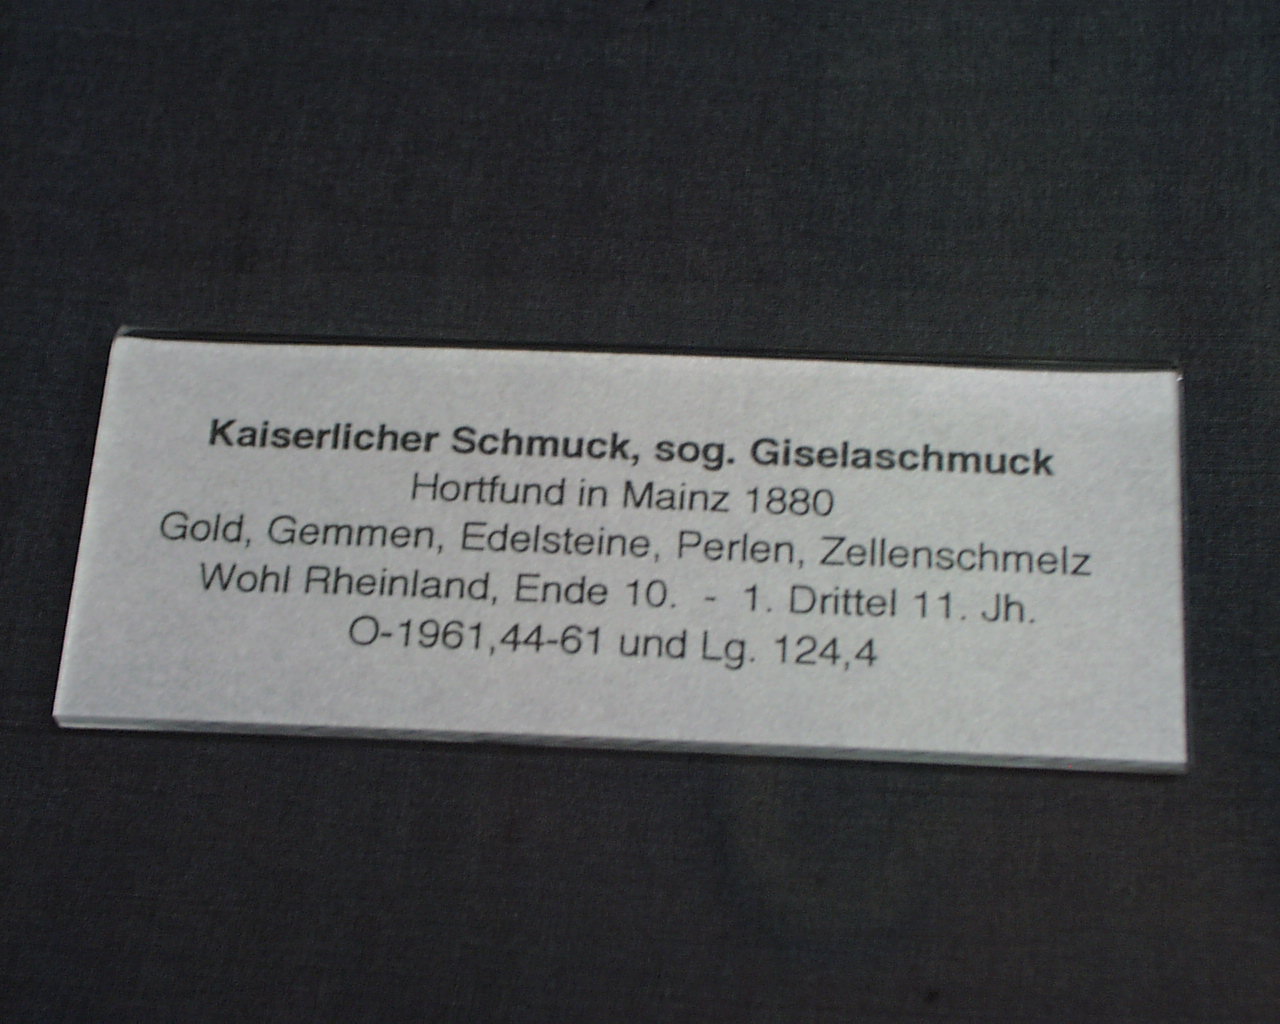 Kaiserlicher Schmuck, sog. Giselaschmuck
Hortfund in Mainz 1880
Gold, Gemmen, Edelsteine, Perlen, Zellenschmelz
Wohl Rheinland, Ende 10. - 1. Drittel 11. Jh.
O-1961,44-61 und Lg. 124,4